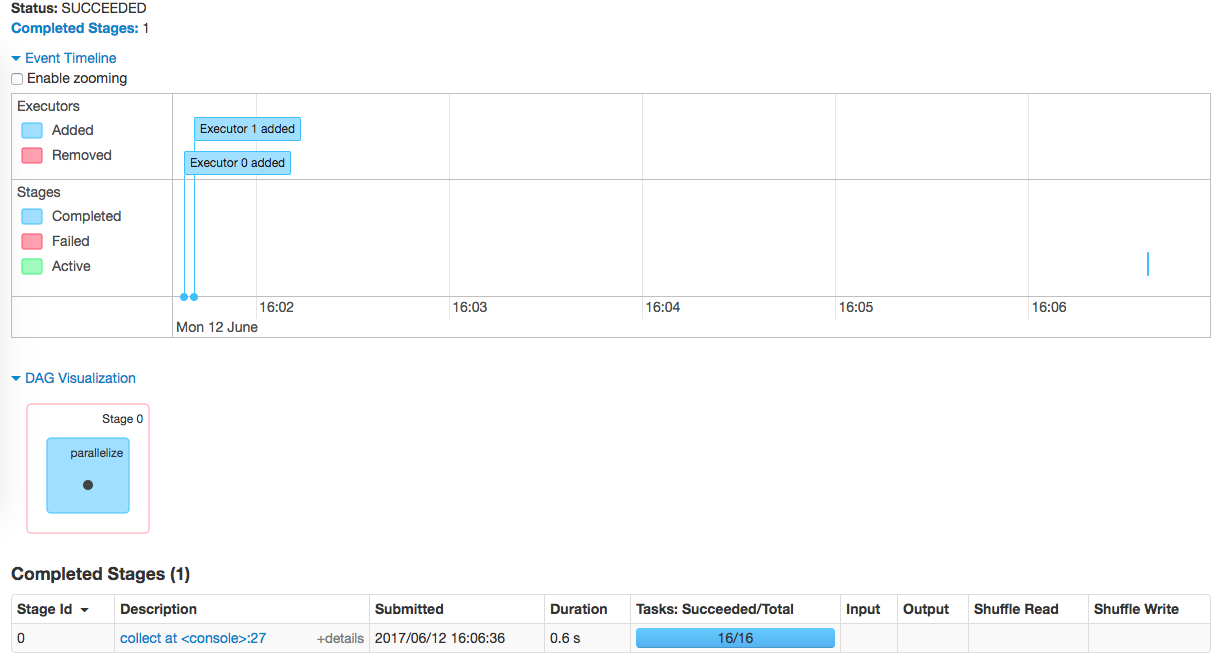 Status: SUCCEEDED
Completed Stages: 1
Event Timeline
Enable zooming
Executors
Added
Removed
Executor 1 added
Executor 0 added
Stages
Completed
Failed
Active
16:02 16:03 16:04 16:05 16:06
Mon 12 June
DAG Visualization
Stage 0
parallelize
Completed Stages (1)
Stage Id Description Submitted Duration Tasks: Succeeded/Total Input Output Shuffle Read Shuffle Write
0 collect at <console>:27 +details 2017/06/12 16:06:36 0.6 s 16/16